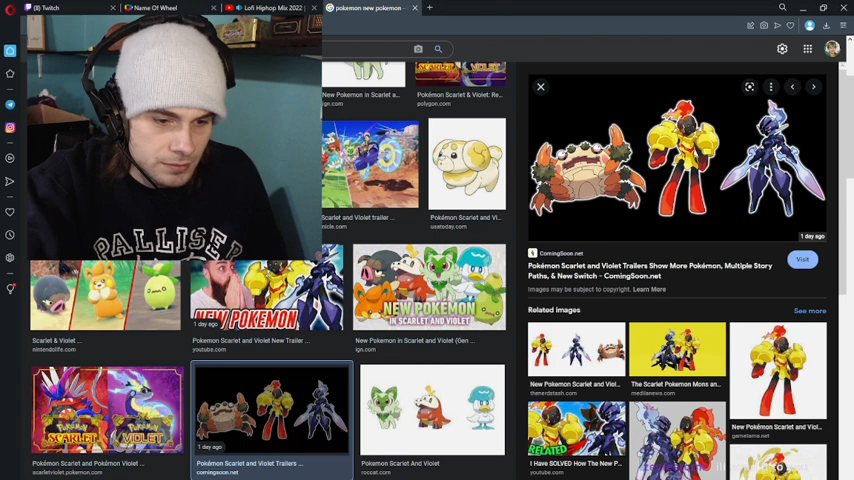 (8) Twitch
Name Of Wheel
Lofi Hiphop Mix 2022
pokemon new pokemon -
PALLISER
New Pokemon in Scarlet a...
ign.com
SCARLET VIOLET
Pokémon Scarlet & Violet: Re...
polygon.com
Scarlet and Violet trailer ...
nicle.com
Pokémon Scarlet and Vi...
usatoday.com
Scarlet & Violet ...
nintendolife.com
1 day ago
NEW POKEMON
Pokemon Scarlet and Violet New Trailer ...
youtube.com
NEW POKEMON
IN SCARLET AND VIOLET
New Pokemon in Scarlet and Violet (Gen ...
ign.com
Pokémon
SCARLET
Pokémon
VIOLET
Pokémon Scarlet and Pokémon Violet ...
scarletviolet.pokemon.com
1 day ago
Pokémon Scarlet and Violet Trailers ...
comingsoon.net
Pokemon Scarlet And Violet
roccat.com
1 day ago
ComingSoon.net
Pokémon Scarlet and Violet Trailers Show More Pokémon, Multiple Story
Paths, & New Switch - ComingSoon.net
Visit
Images may be subject to copyright. Learn More
Related images
See more
New Pokemon Scarlet and Viol...
thenerdstash.com
The Scarlet Pokemon Mons an...
medianews.com
New Pokemon Scarlet and Viol...
gamerant.net
RELATED
I Have SOLVED How The New P...
youtube.com